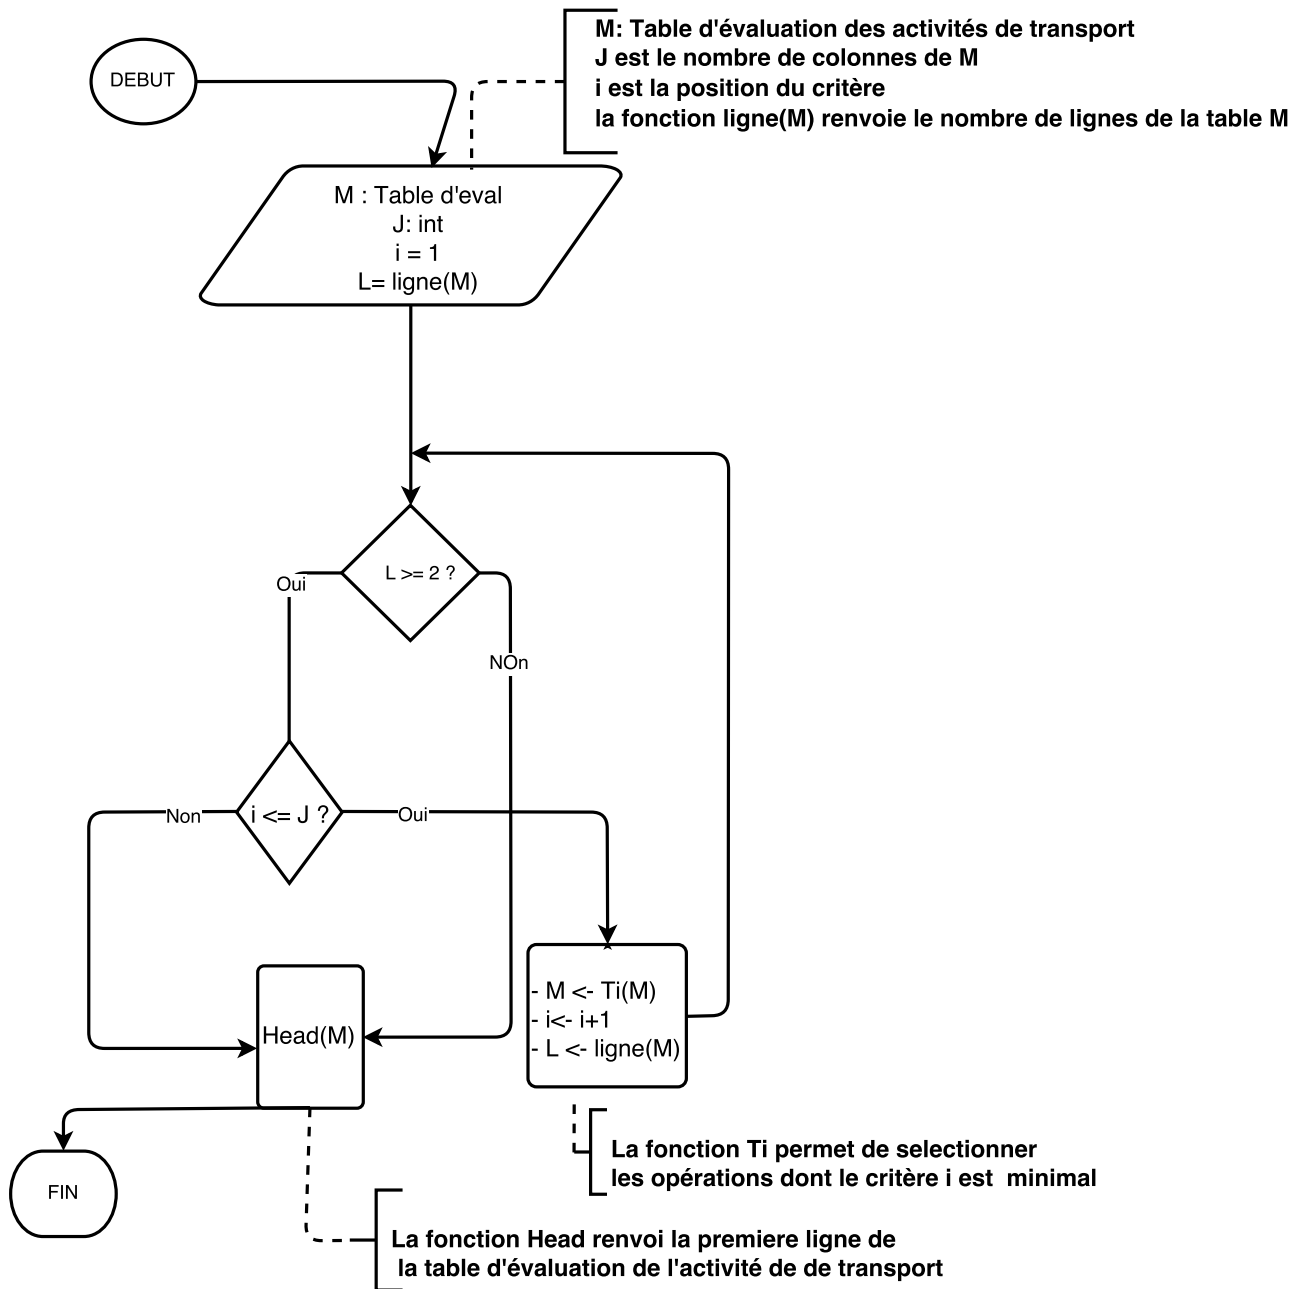 M: Table d'évaluation des activités de transport
J est le nombre de colonnes de M
i est la position du critère
la fonction ligne(M) renvoie le nombre de lignes de la table M
DEBUT
M : Table d'eval
J: int
i = 1
L= ligne(M)
L >= 2 ?
Oui
NOn
i <= J ?
Non
Oui
- M <- Ti(M)
- i<- i+1
- L <- ligne(M)
Head(M)
La fonction Ti permet de selectionner
les opérations dont le critère i est minimal
FIN
La fonction Head renvoi la premiere ligne de
la table d'évaluation de l'activité de de transport